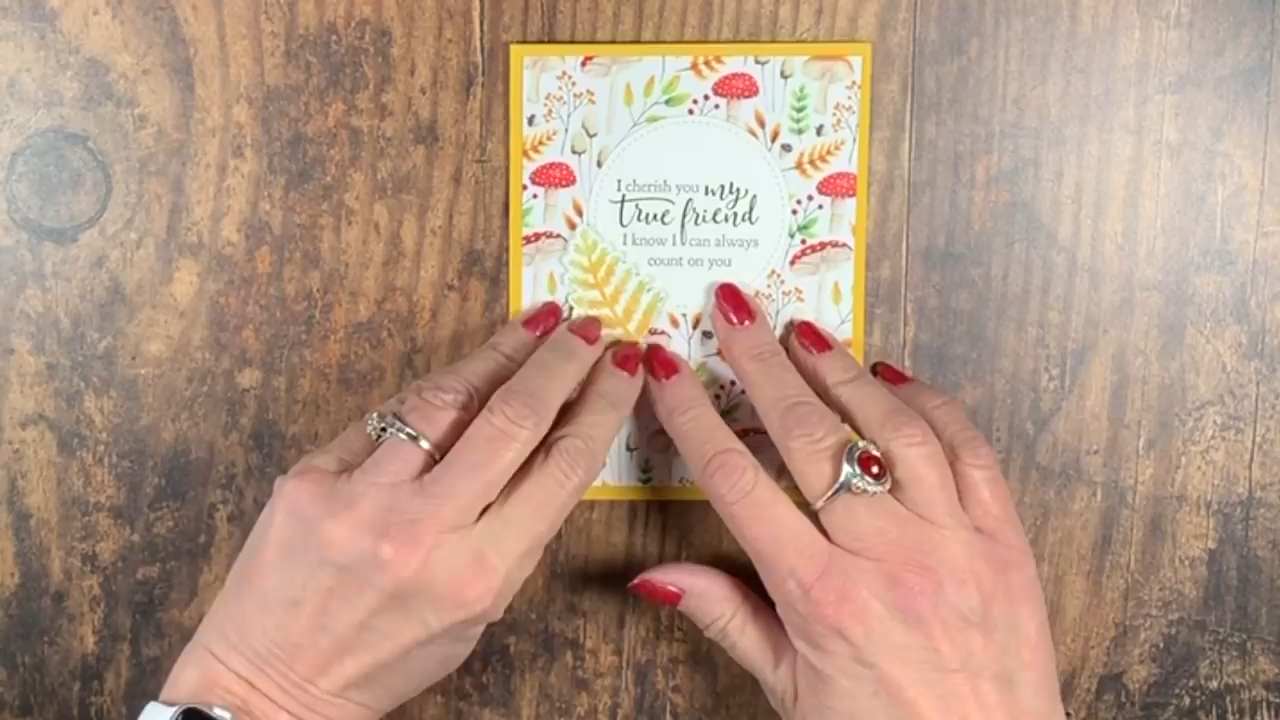 I cherish you my
true friend
I know I can always
count on you